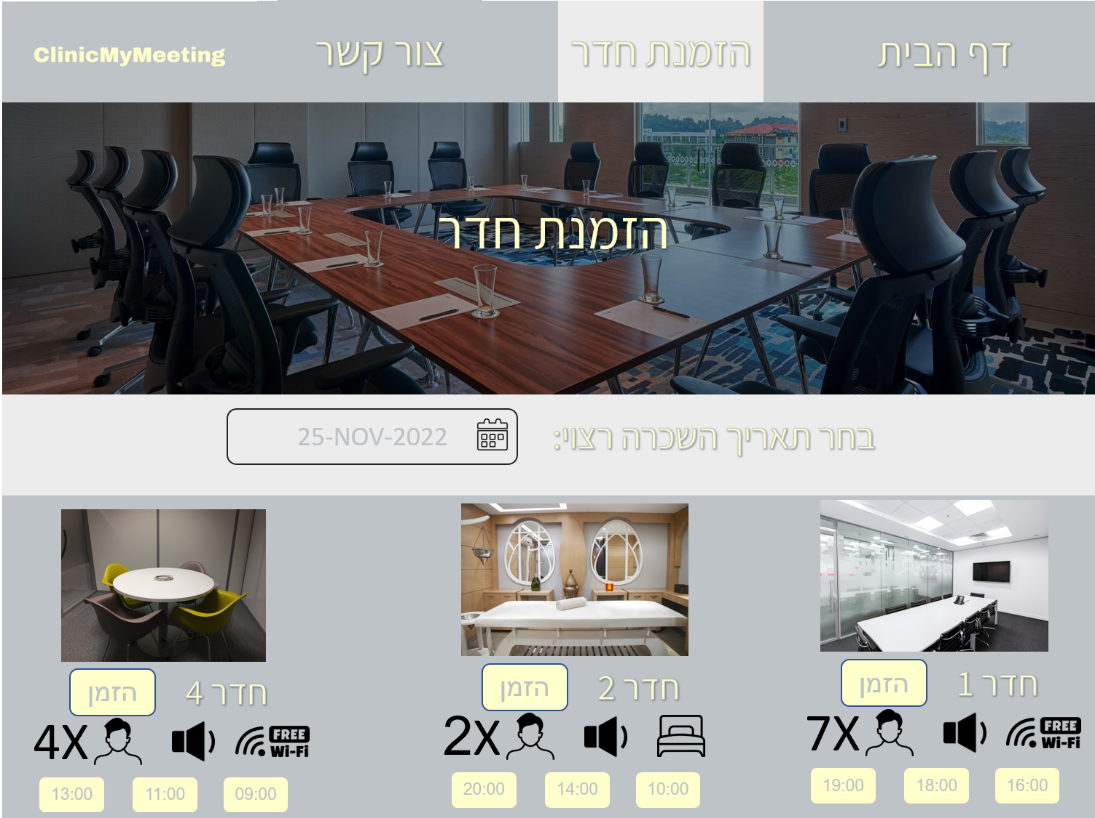 דף הבית
הזמנת חדר
צור קשר
ClinicMyMeeting
הזמנת חדר
בחר תאריך השכרה רצוי:
25-NOV-2022
חדר 1
הזמן
7X
FREE
Wi-Fi
16:00
18:00
19:00
חדר 2
הזמן
2X
10:00
14:00
20:00
חדר 4
הזמן
4X
FREE
Wi-Fi
09:00
11:00
13:00